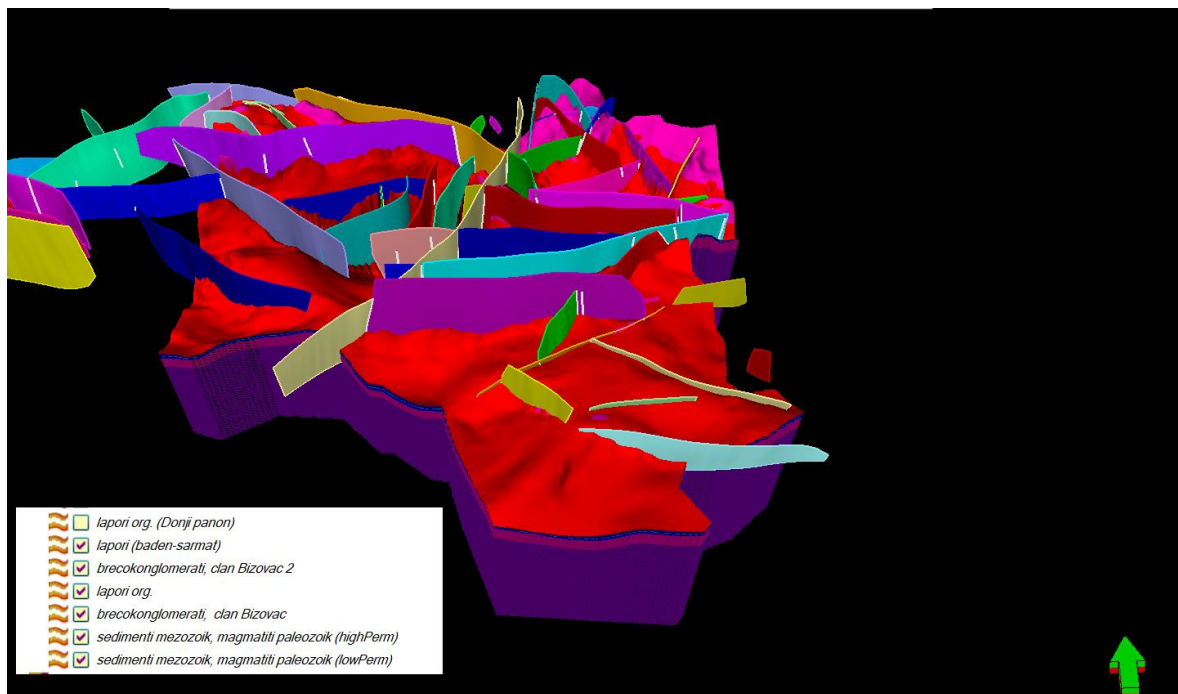 lapori org. (Donji panon)
lapori (baden-sarmat)
brecokonglomerati, clan Bizovac 2
lapori org.
brecokonglomerati, clan Bizovac
sedimenti mezozoik, magmatiti paleozoik (highPerm)
sedimenti mezozoik, magmatiti paleozoik (lowPerm)